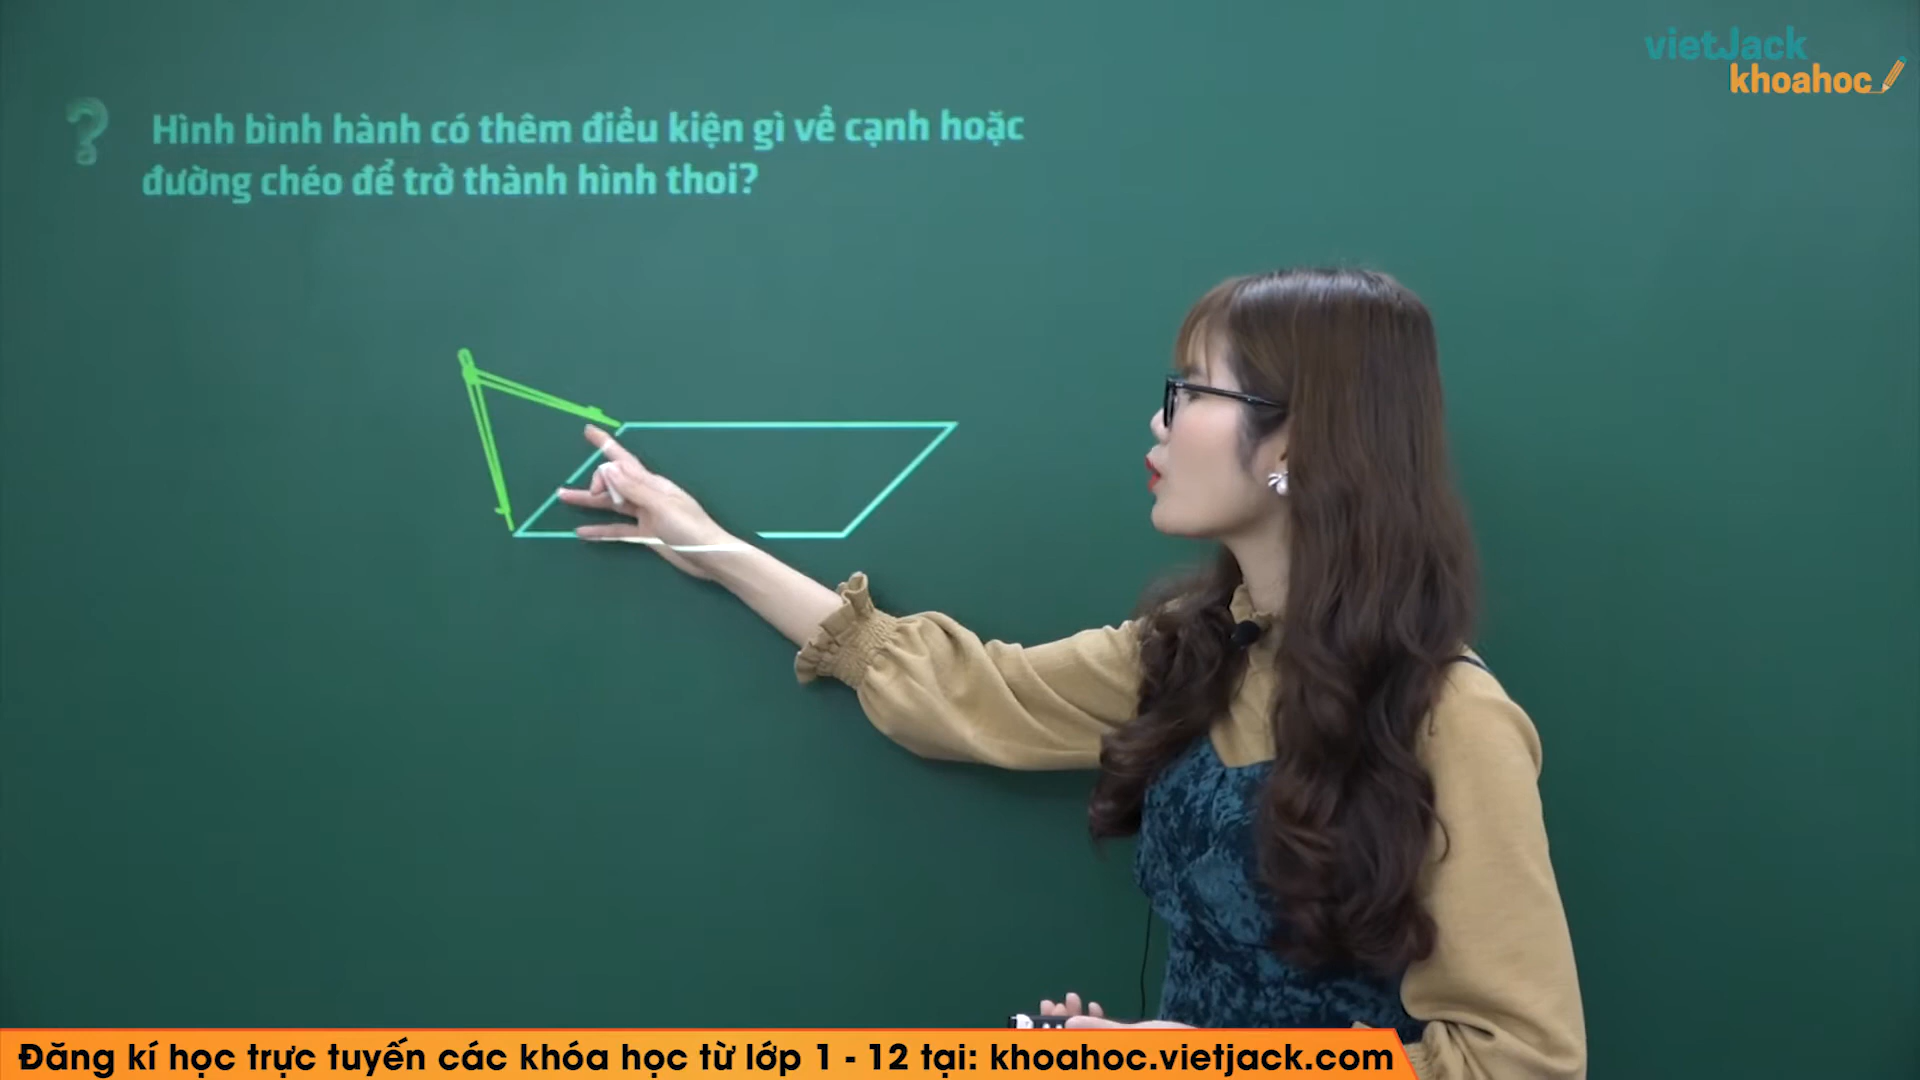 vietJack
khoahoc
? Hình bình hành có thêm điều kiện gì về cạnh hoặc
đường chéo để trở thành hình thoi?
Đăng kí học trực tuyến các khóa học từ lớp 1 - 12 tại: khoahoc.vietjack.com